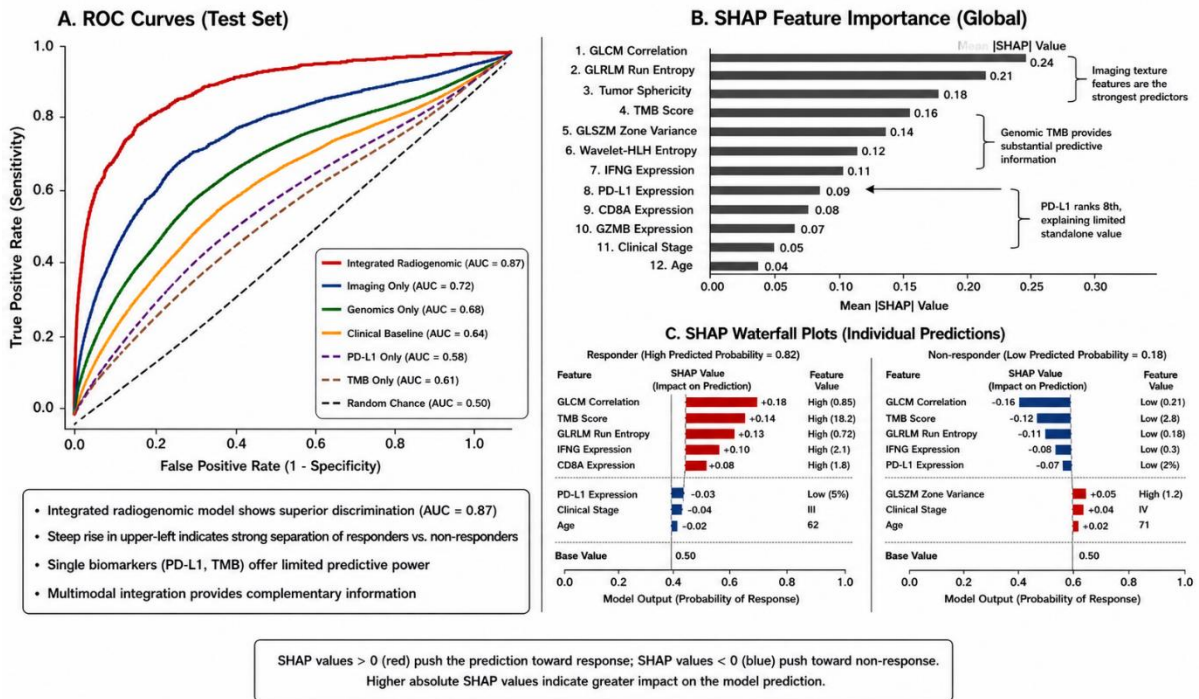 A. ROC Curves (Test Set)
True Positive Rate (Sensitivity)
1.0
0.8
0.6
0.4
0.2
0.0
0.0 0.2 0.4 0.6 0.8 1.0
False Positive Rate (1 - Specificity)
Integrated Radiogenomic (AUC = 0.87)
Imaging Only (AUC = 0.72)
Genomics Only (AUC = 0.68)
Clinical Baseline (AUC = 0.64)
PD-L1 Only (AUC = 0.58)
TMB Only (AUC = 0.61)
Random Chance (AUC = 0.50)
• Integrated radiogenomic model shows superior discrimination (AUC = 0.87)
• Steep rise in upper-left indicates strong separation of responders vs. non-responders
• Single biomarkers (PD-L1, TMB) offer limited predictive power
• Multimodal integration provides complementary information
B. SHAP Feature Importance (Global)
Mean |SHAP| Value
1. GLCM Correlation 0.24
2. GLRLM Run Entropy 0.21
3. Tumor Sphericity 0.18
4. TMB Score 0.16
5. GLSZM Zone Variance 0.14
6. Wavelet-HLH Entropy 0.12
7. IFNG Expression 0.11
8. PD-L1 Expression 0.09
9. CD8A Expression 0.08
10. GZMB Expression 0.07
11. Clinical Stage 0.05
12. Age 0.04
0.00 0.05 0.10 0.15 0.20 0.25 0.30
Mean |SHAP| Value
Imaging texture
features are the
strongest predictors
Genomic TMB provides
substantial predictive
information
PD-L1 ranks 8th,
explaining limited
standalone value
C. SHAP Waterfall Plots (Individual Predictions)
Responder (High Predicted Probability = 0.82)
Feature SHAP Value Feature
(Impact on Prediction) Value
GLCM Correlation +0.18 High (0.85)
TMB Score +0.14 High (18.2)
GLRLM Run Entropy +0.13 High (0.72)
IFNG Expression +0.10 High (2.1)
CD8A Expression +0.08 High (1.8)
PD-L1 Expression -0.03 Low (5%)
Clinical Stage -0.04 III
Age -0.02 62
Base Value 0.50
0.0 0.2 0.4 0.6 0.8 1.0
Model Output (Probability of Response)
Non-responder (Low Predicted Probability = 0.18)
Feature SHAP Value Feature
(Impact on Prediction) Value
GLCM Correlation -0.16 Low (0.21)
TMB Score -0.12 Low (2.8)
GLRLM Run Entropy -0.11 Low (0.18)
IFNG Expression -0.08 Low (0.3)
PD-L1 Expression -0.07 Low (2%)
GLSZM Zone Variance +0.05 High (1.2)
Clinical Stage +0.04 IV
Age +0.02 71
Base Value 0.50
0.0 0.2 0.4 0.6 0.8 1.0
Model Output (Probability of Response)
SHAP values > 0 (red) push the prediction toward response; SHAP values < 0 (blue) push toward non-response.
Higher absolute SHAP values indicate greater impact on the model prediction.